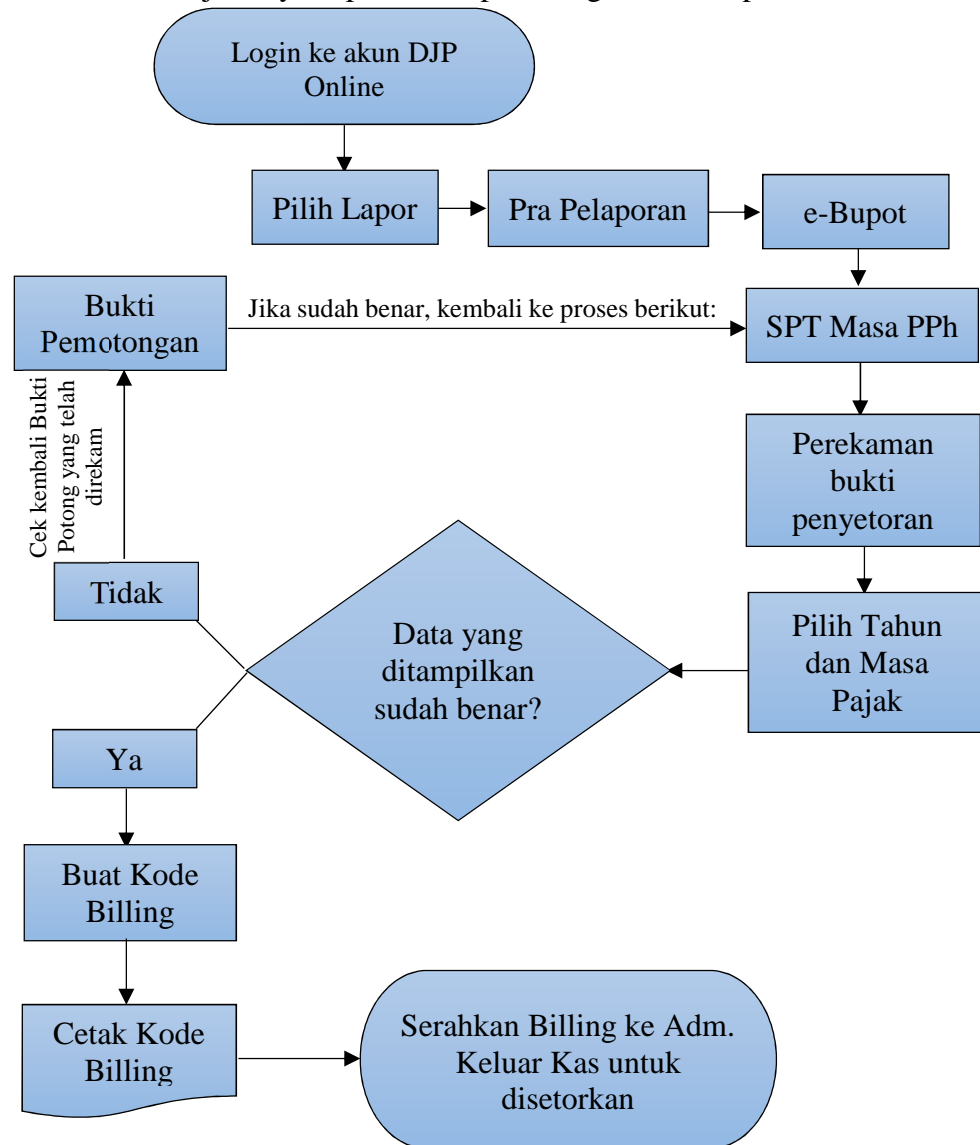 Login ke akun DJP
Online
Pilih Lapor
Pra Pelaporan
e-Bupot
Bukti
Pemotongan
Jika sudah benar, kembali ke proses berikut:
SPT Masa PPh
Cek kembali Bukti
Potong yang telah
direkam
Perekaman
bukti
penyetoran
Tidak
Data yang
ditampilkan
sudah benar?
Pilih Tahun
dan Masa
Pajak
Ya
Buat Kode
Billing
Cetak Kode
Billing
Serahkan Billing ke Adm.
Keluar Kas untuk
disetorkan